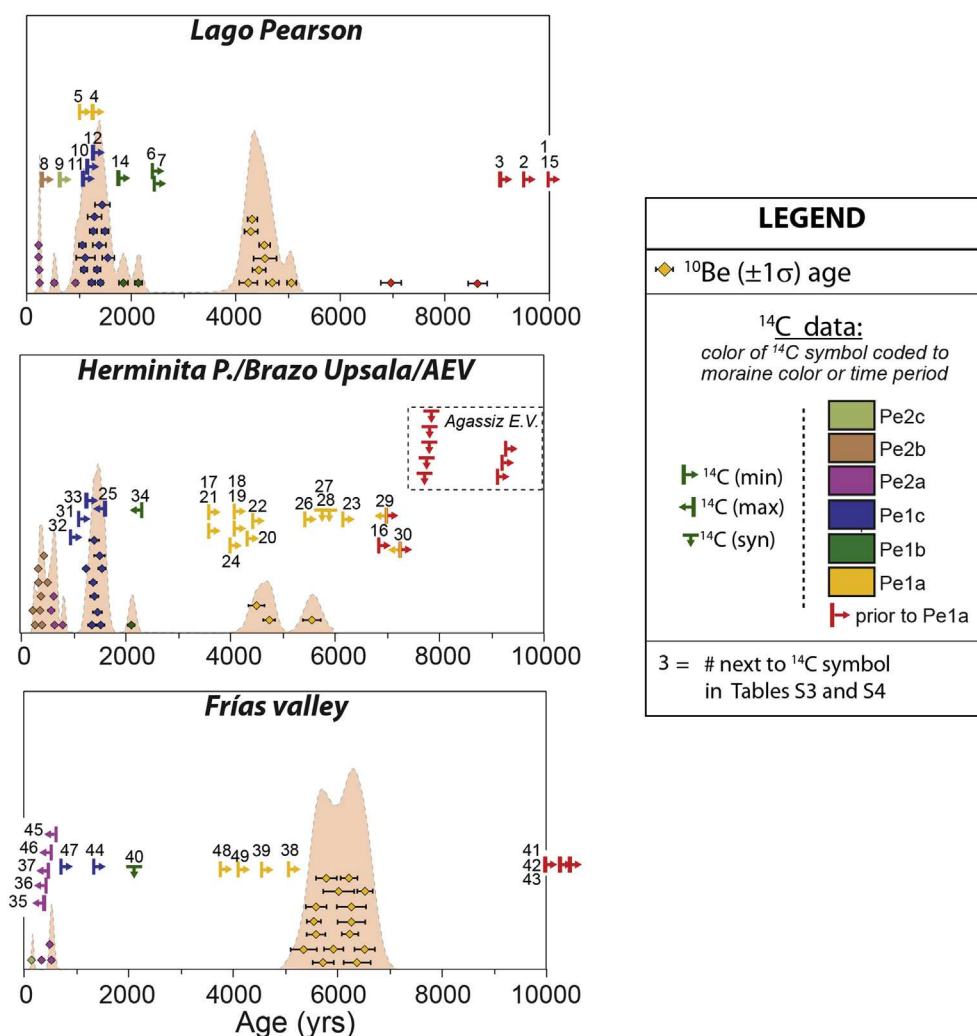 Lago Pearson
5 4
12
10
11
8 9
14
6
7
3 2
1
15
0 2000 4000 6000 8000 10000
Herminita P./Brazo Upsala/AEV
Agassiz E.V.
33 25 34
31
32
17
21
18
19
22
20
24
26
27
28
23
29
16
30
0 2000 4000 6000 8000 10000
Frías valley
45
46
37
36
35
47 44 40
48 49 39 38
41
42
43
0 2000 4000 6000 8000 10000
Age (yrs)
LEGEND
¹⁰Be (±1σ) age
¹⁴C data:
color of ¹⁴C symbol coded to
moraine color or time period
¹⁴C (min)
¹⁴C (max)
¹⁴C (syn)
Pe2c
Pe2b
Pe2a
Pe1c
Pe1b
Pe1a
prior to Pe1a
3 = # next to ¹⁴C symbol
in Tables S3 and S4